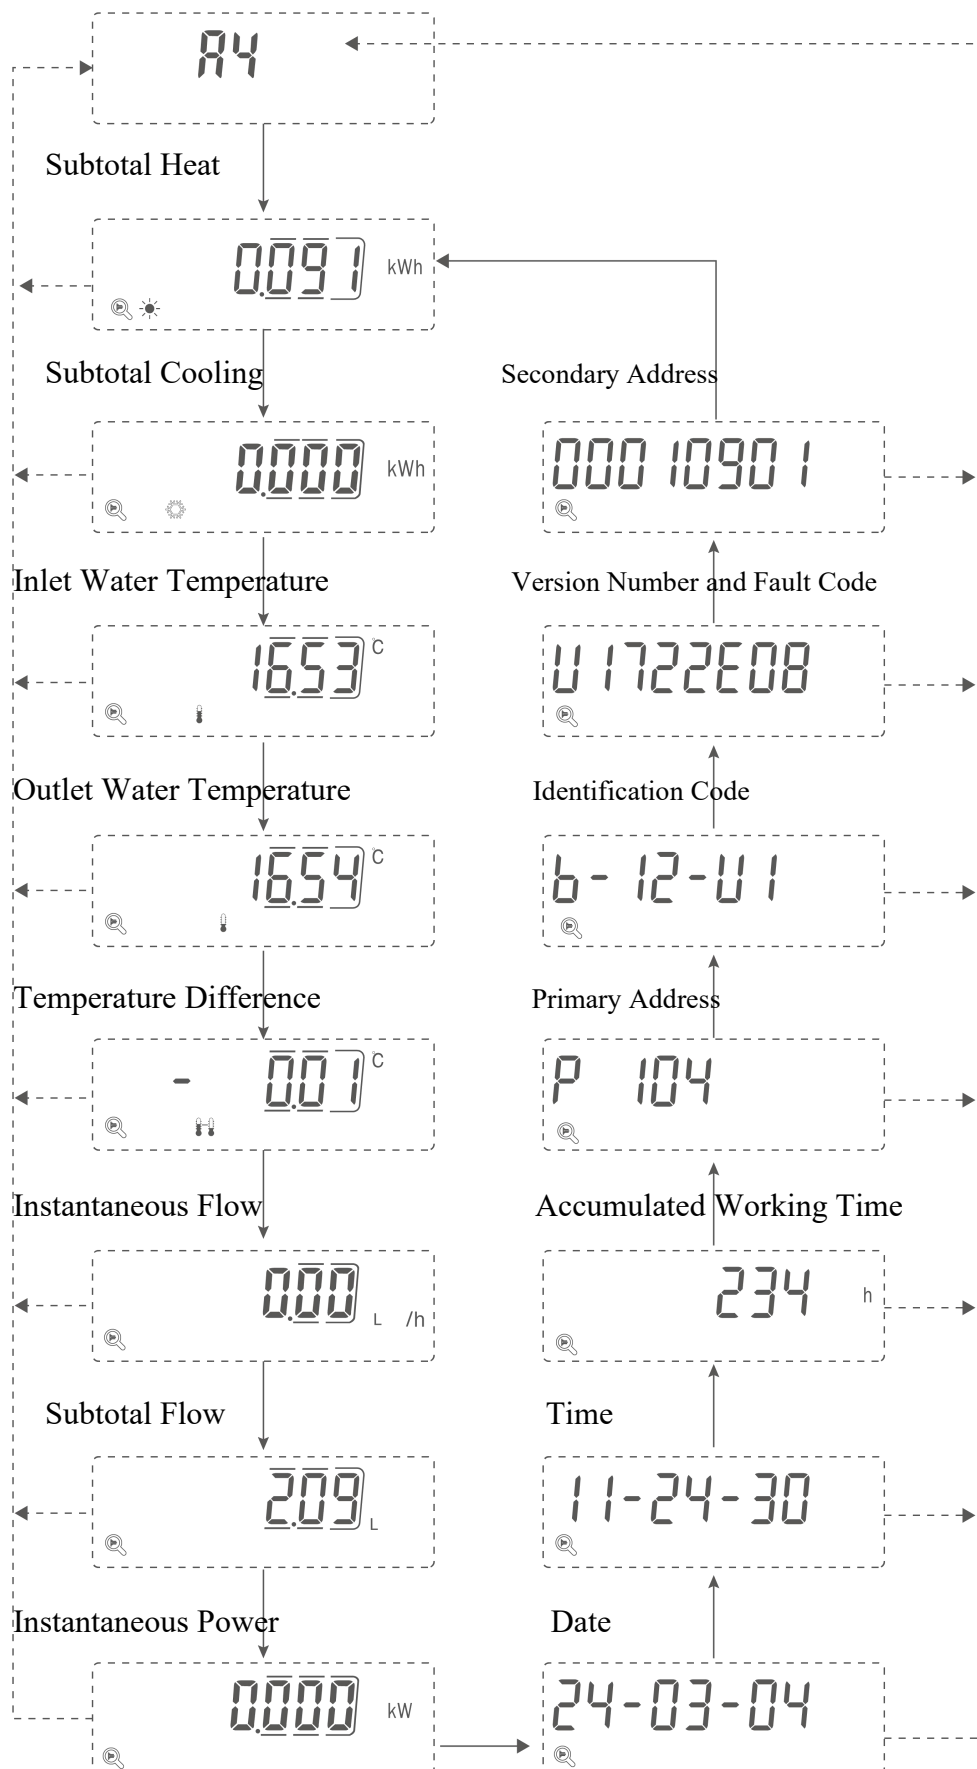 A4
Subtotal Heat
0.091 kWh
Subtotal Cooling
0.000 kWh
Inlet Water Temperature
16.53 ℃
Outlet Water Temperature
16.54 ℃
Temperature Difference
- 0.01 ℃
Instantaneous Flow
0.00 L /h
Subtotal Flow
2.09 L
Instantaneous Power
0.000 kW
Secondary Address
00010901
Version Number and Fault Code
U1722E08
Identification Code
b-12-U1
Primary Address
P 104
Accumulated Working Time
234 h
Time
11-24-30
Date
24-03-04